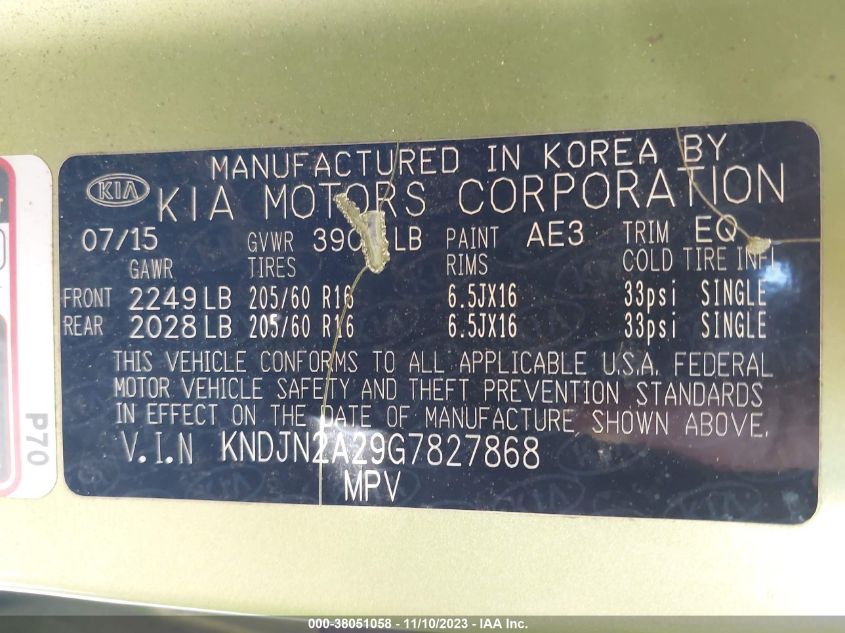 MANUFACTURED IN KOREA BY
KIA KIA MOTORS CORPORATION
07/15 GVWR LB PAINT AE3 TRIM EQ
GAWR TIRES RIMS COLD TIRE INFL
FRONT 2249 LB 205/60 R16 6.5JX16 33psi SINGLE
REAR 2028 LB 205/60 R16 6.5JX16 33psi SINGLE
THIS VEHICLE CONFORMS TO ALL APPLICABLE U.S.A. FEDERAL
MOTOR VEHICLE SAFETY AND THEFT PREVENTION STANDARDS
IN EFFECT ON THE DATE OF MANUFACTURE SHOWN ABOVE.
V.I.N KNDJN2A29G7827868
MPV
P70
000-38051058 - 11/10/2023 - IAA Inc.